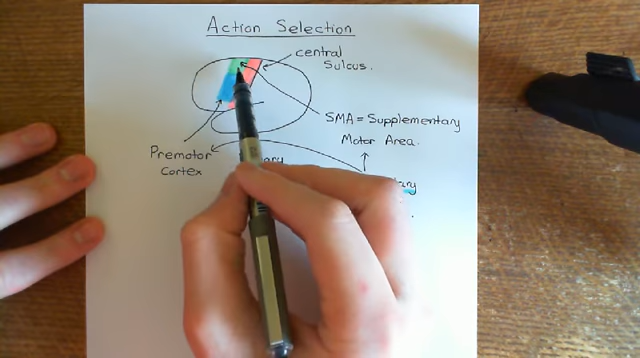 Action Selection
central
Sulcus.
SMA = Supplementary
Motor Area.
Premotor
Cortex